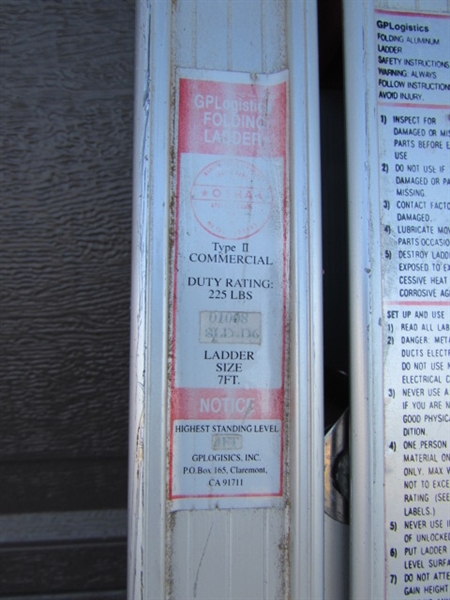 GPLogistics
FOLDING
LADDER
OSHA
Type II
COMMERCIAL
DUTY RATING:
225 LBS
LADDER
SIZE
7FT.
NOTICE
HIGHEST STANDING LEVEL
GPLOGISICS, INC.
P.O.Box 165, Claremont,
CA 91711
GPLogistics
FOLDING ALUMINUM
LADDER
SAFETY INSTRUCTIONS
WARNING: ALWAYS
FOLLOW INSTRUCTION
AVOID INJURY.
1) INSPECT FOR
DAMAGED OR MIS
PARTS BEFORE E
USE
2) DO NOT USE IF
DAMAGED OR PA
MISSING.
3) CONTACT FACTO
DAMAGED.
4) LUBRICATE MOV
PARTS OCCASIO
5) DESTROY LADD
EXPOSED TO EX
CESSIVE HEAT
CORROSIVE AG
SET UP AND USE
1) READ ALL LAB
2) DANGER: META
DUCTS ELECTR
DO NOT USE N
ELECTRICAL C
3) NEVER USE A
IF YOU ARE N
GOOD PHYSIC
DITION.
4) ONE PERSON
MATERIAL ON
ONLY. MAX W
NOT TO EXCE
RATING (SEE
LABELS.)
5) NEVER USE I
OF UNLOCKED
6) PUT LADDER
LEVEL SURFA
7) DO NOT ATTE
GAIN HEIGHT